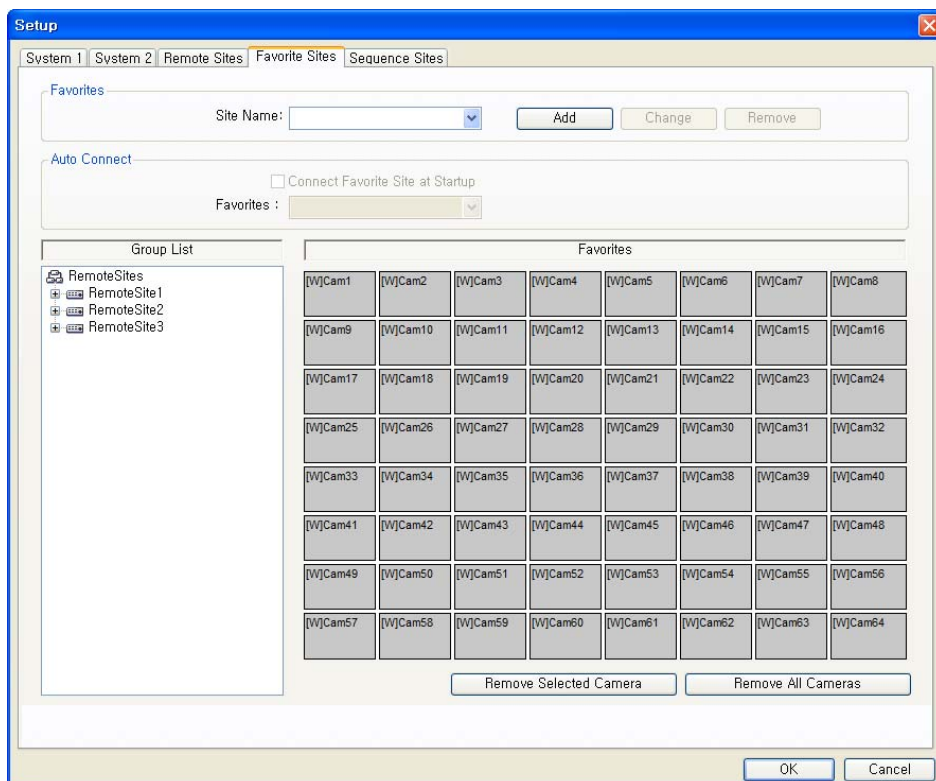 Setup
System 1 System 2 Remote Sites Favorite Sites Sequence Sites
Favorites
Site Name: Add Change Remove
Auto Connect
Connect Favorite Site at Startup
Favorites :
Group List Favorites
RemoteSites
RemoteSite1
RemoteSite2
RemoteSite3
[W]Cam1 [W]Cam2 [W]Cam3 [W]Cam4 [W]Cam5 [W]Cam6 [W]Cam7 [W]Cam8
[W]Cam9 [W]Cam10 [W]Cam11 [W]Cam12 [W]Cam13 [W]Cam14 [W]Cam15 [W]Cam16
[W]Cam17 [W]Cam18 [W]Cam19 [W]Cam20 [W]Cam21 [W]Cam22 [W]Cam23 [W]Cam24
[W]Cam25 [W]Cam26 [W]Cam27 [W]Cam28 [W]Cam29 [W]Cam30 [W]Cam31 [W]Cam32
[W]Cam33 [W]Cam34 [W]Cam35 [W]Cam36 [W]Cam37 [W]Cam38 [W]Cam39 [W]Cam40
[W]Cam41 [W]Cam42 [W]Cam43 [W]Cam44 [W]Cam45 [W]Cam46 [W]Cam47 [W]Cam48
[W]Cam49 [W]Cam50 [W]Cam51 [W]Cam52 [W]Cam53 [W]Cam54 [W]Cam55 [W]Cam56
[W]Cam57 [W]Cam58 [W]Cam59 [W]Cam60 [W]Cam61 [W]Cam62 [W]Cam63 [W]Cam64
Remove Selected Camera Remove All Cameras
OK Cancel